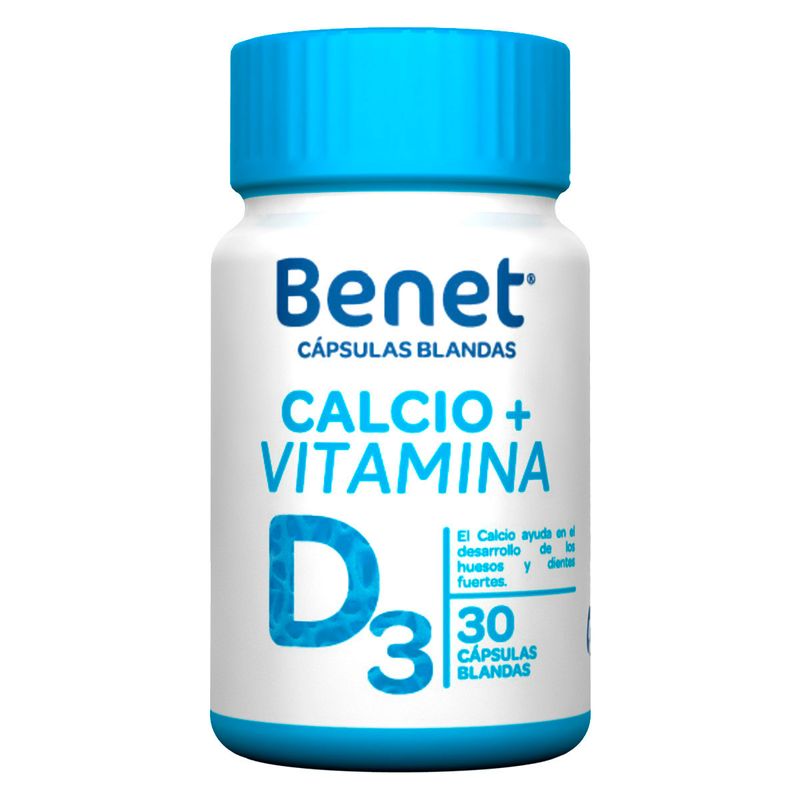 Benet®
CÁPSULAS BLANDAS
CALCIO +
VITAMINA
D3
El Calcio ayuda en el
desarrollo de los
huesos y dientes
fuertes.
30
CÁPSULAS
BLANDAS